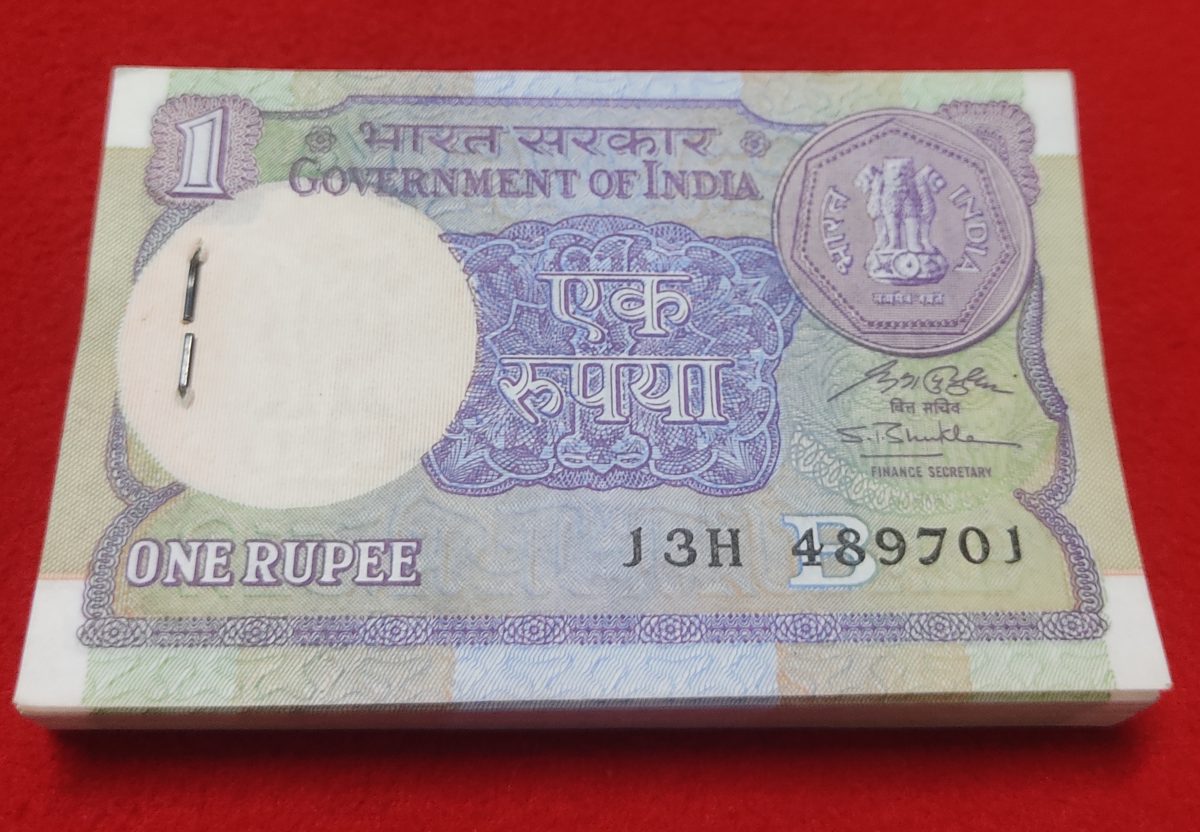 1
भारत सरकार
GOVERNMENT OF INDIA
भारत
INDIA
सत्यमेव जयते
एक
रुपया
वित्त सचिव
S.P. Shukla
FINANCE SECRETARY
ONE RUPEE
13H 489701
B